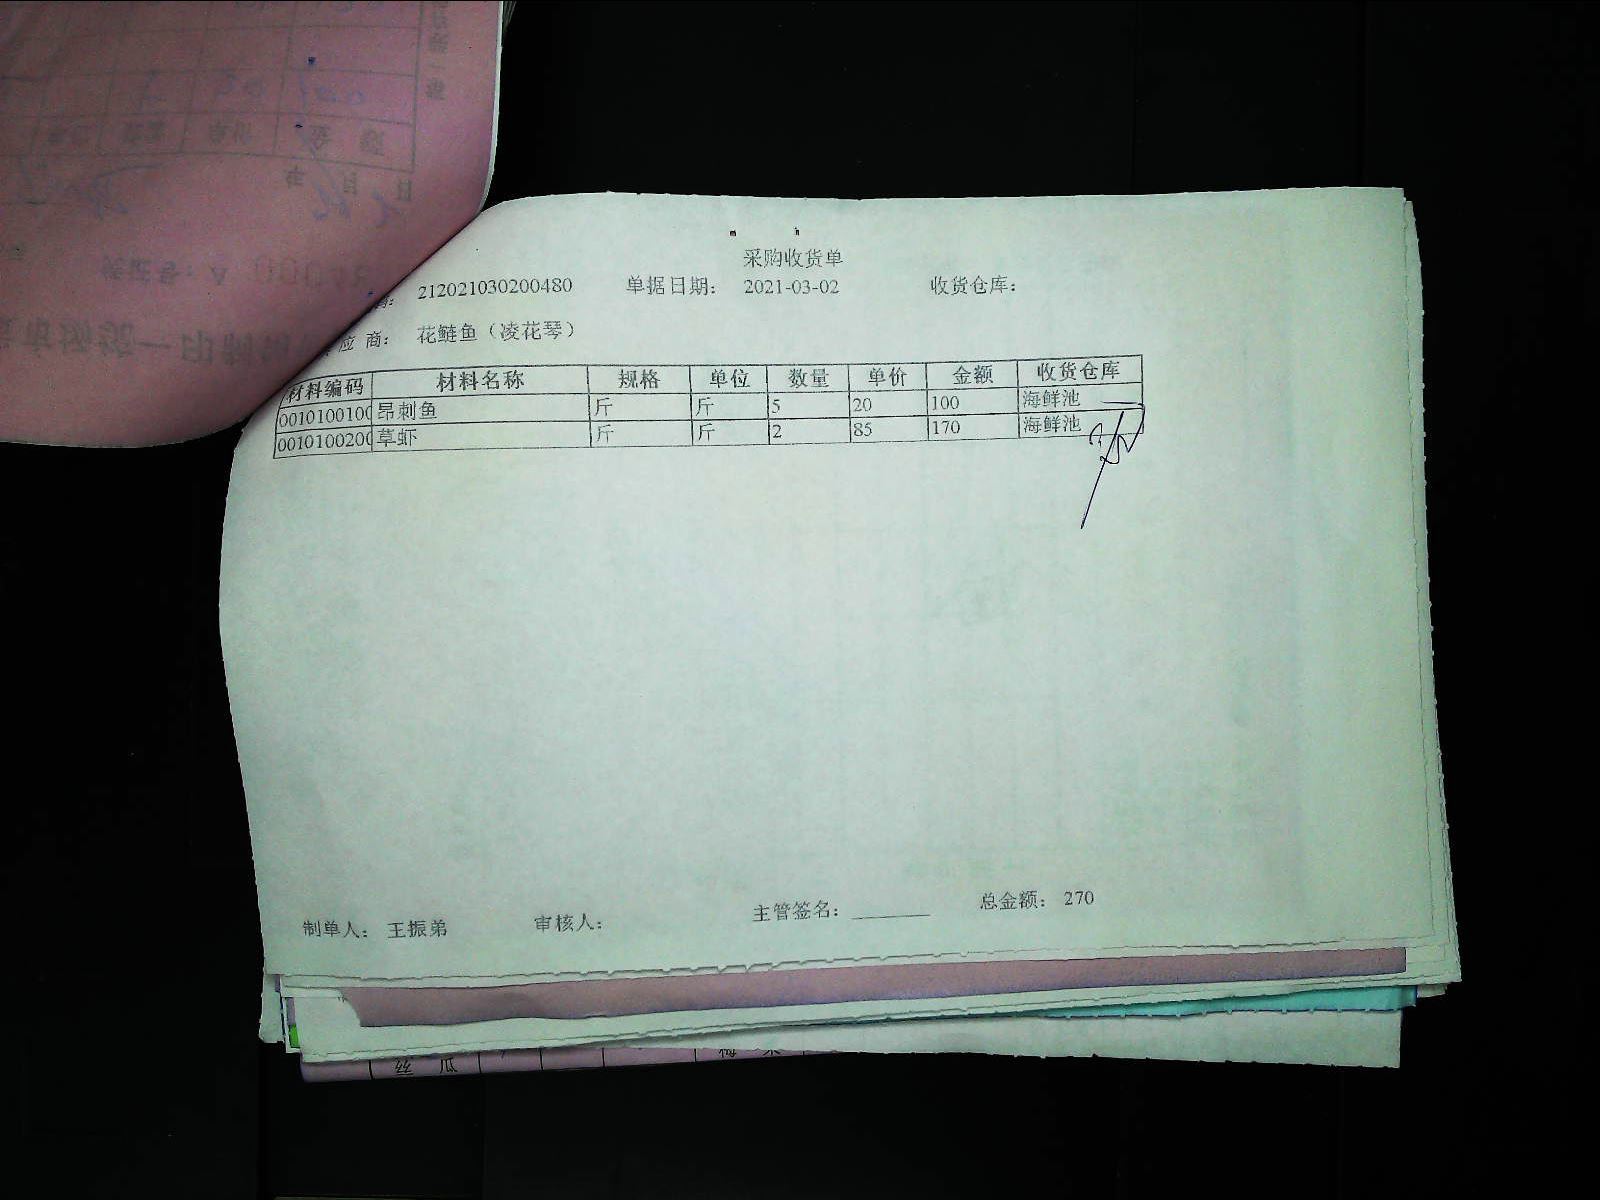 采购收货单
212021030200480 单据日期: 2021-03-02 收货仓库:
应 商: 花鲢鱼（凌花琴）
材料编码 材料名称 规格 单位 数量 单价 金额 收货仓库
0010100100 昂刺鱼 斤 斤 5 20 100 海鲜池
0010100200 草虾 斤 斤 2 85 170 海鲜池
制单人: 王振弟 审核人: 主管签名: 总金额: 270
丝 瓜